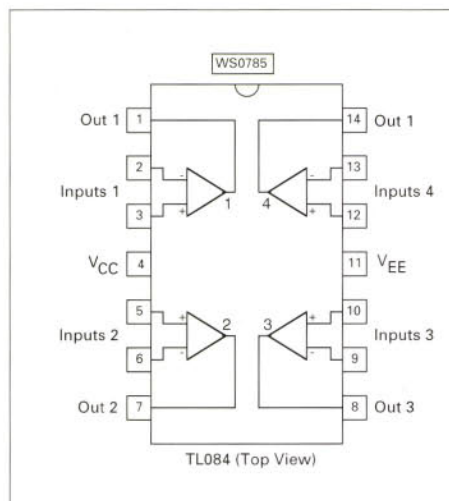 WS0785
Out 1 1 14 Out 1
2 - - 13
Inputs 1 1 4 Inputs 4
3 + + 12
VCC 4 11 VEE
5 + + 10
Inputs 2 2 3 Inputs 3
6 - - 9
Out 2 7 8 Out 3
TL084 (Top View)